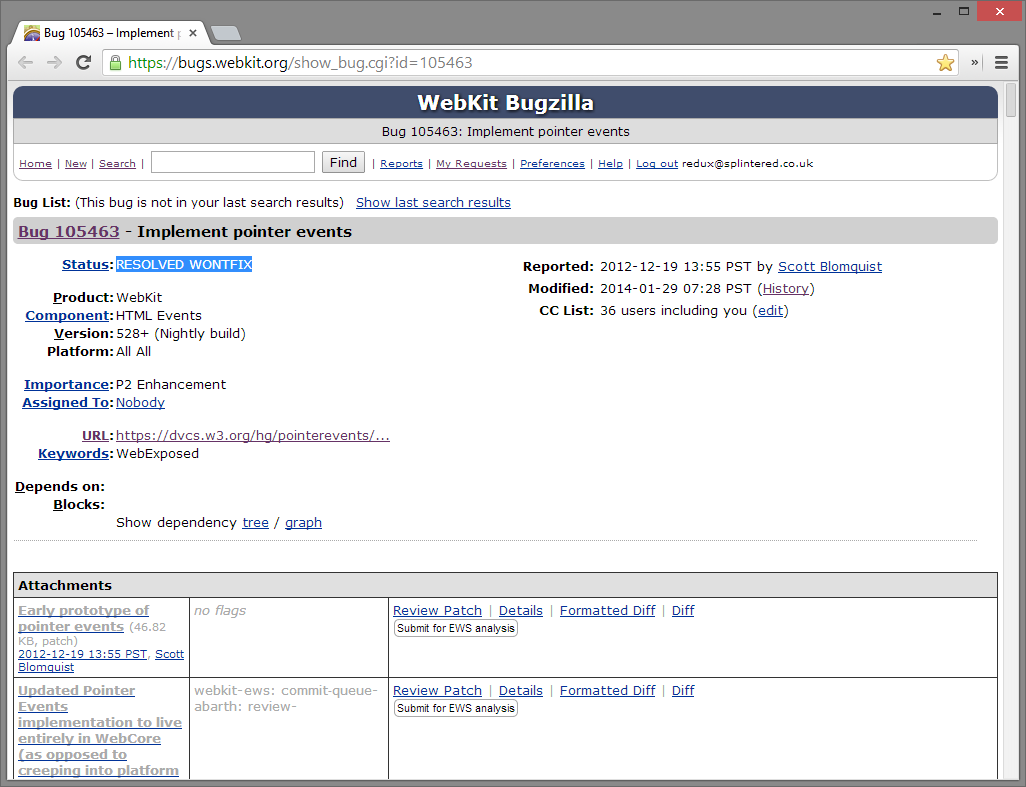 Bug 105463 – Implement p
https://bugs.webkit.org/show_bug.cgi?id=105463
WebKit Bugzilla
Bug 105463: Implement pointer events
Home | New | Search | Find | Reports | My Requests | Preferences | Help | Log out redux@splintered.co.uk
Bug List: (This bug is not in your last search results) Show last search results
Bug 105463 - Implement pointer events
Status: RESOLVED WONTFIX
Product: WebKit
Component: HTML Events
Version: 528+ (Nightly build)
Platform: All All
Importance: P2 Enhancement
Assigned To: Nobody
URL: https://dvcs.w3.org/hg/pointerevents/...
Keywords: WebExposed
Depends on:
Blocks:
Show dependency tree / graph
Reported: 2012-12-19 13:55 PST by Scott Blomquist
Modified: 2014-01-29 07:28 PST (History)
CC List: 36 users including you (edit)
Attachments
Early prototype of
pointer events (46.82
KB, patch)
2012-12-19 13:55 PST, Scott
Blomquist
no flags
Review Patch | Details | Formatted Diff | Diff
Submit for EWS analysis
Updated Pointer
Events
implementation to live
entirely in WebCore
(as opposed to
creeping into platform
webkit-ews: commit-queue-
abarth: review-
Review Patch | Details | Formatted Diff | Diff
Submit for EWS analysis